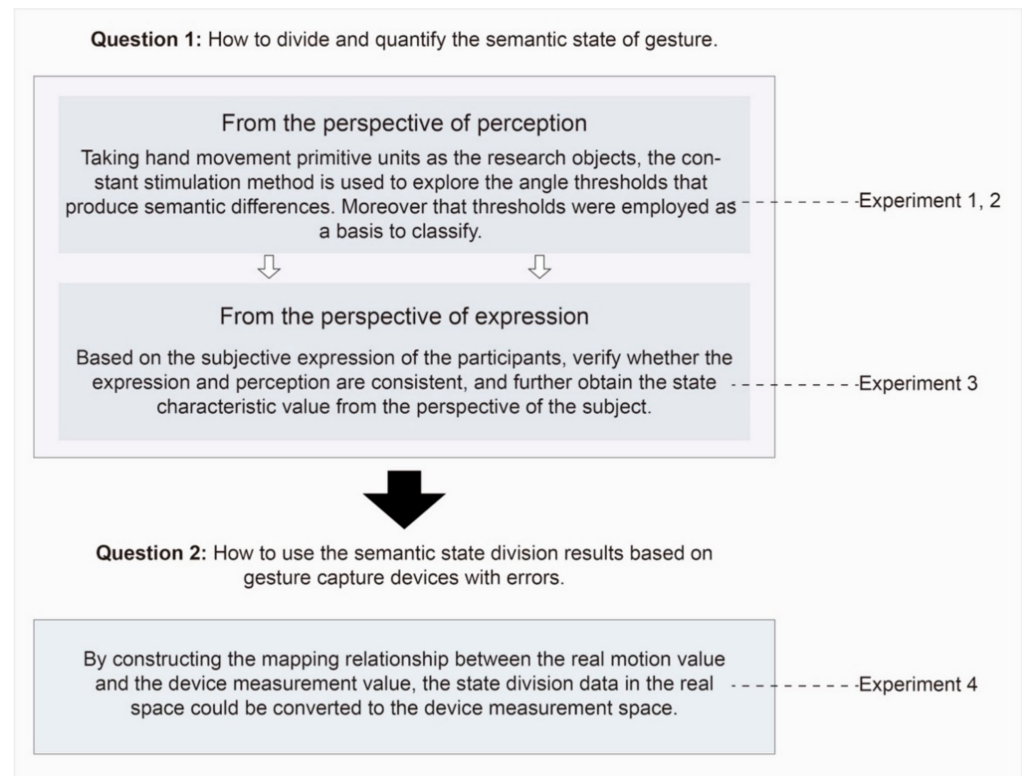 Question 1: How to divide and quantify the semantic state of gesture.
From the perspective of perception
Taking hand movement primitive units as the research objects, the con-
stant stimulation method is used to explore the angle thresholds that
produce semantic differences. Moreover that thresholds were employed as
a basis to classify.
Experiment 1, 2
From the perspective of expression
Based on the subjective expression of the participants, verify whether the
expression and perception are consistent, and further obtain the state
characteristic value from the perspective of the subject.
Experiment 3
Question 2: How to use the semantic state division results based on
gesture capture devices with errors.
By constructing the mapping relationship between the real motion value
and the device measurement value, the state division data in the real
space could be converted to the device measurement space.
Experiment 4